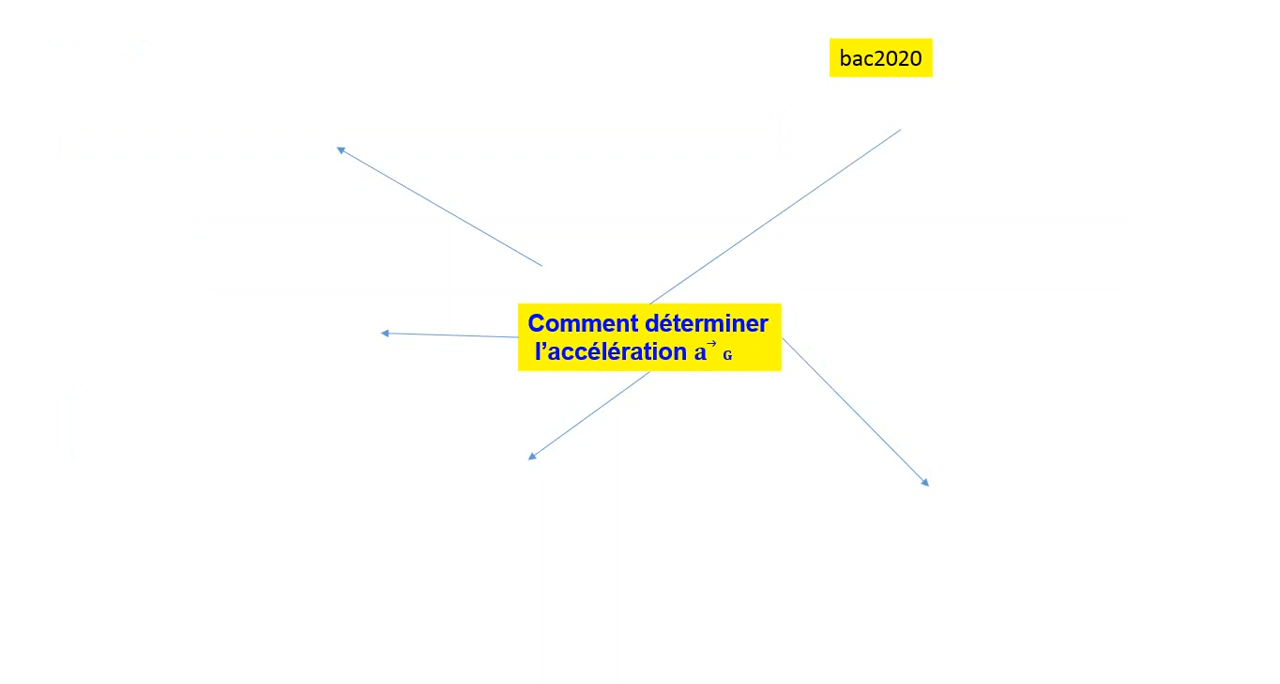 bac2020
Comment déterminer
l’accélération a→ G